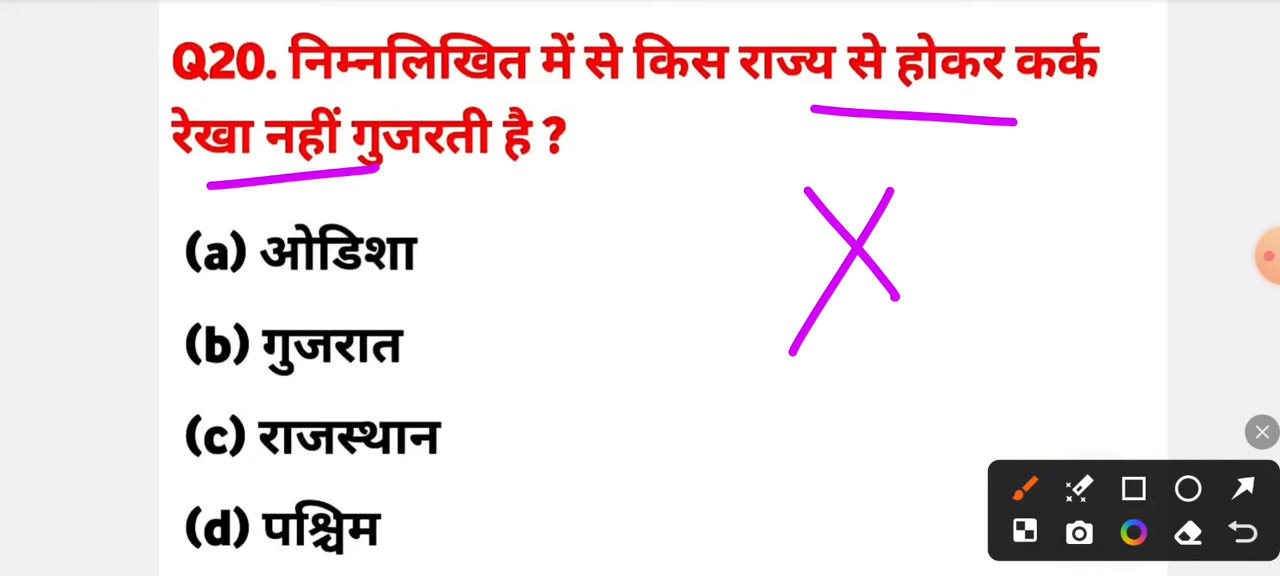 Q20. निम्नलिखित में से किस राज्य से होकर कर्क
रेखा नहीं गुजरती है ?
(a) ओडिशा
(b) गुजरात
(c) राजस्थान
(d) पश्चिम